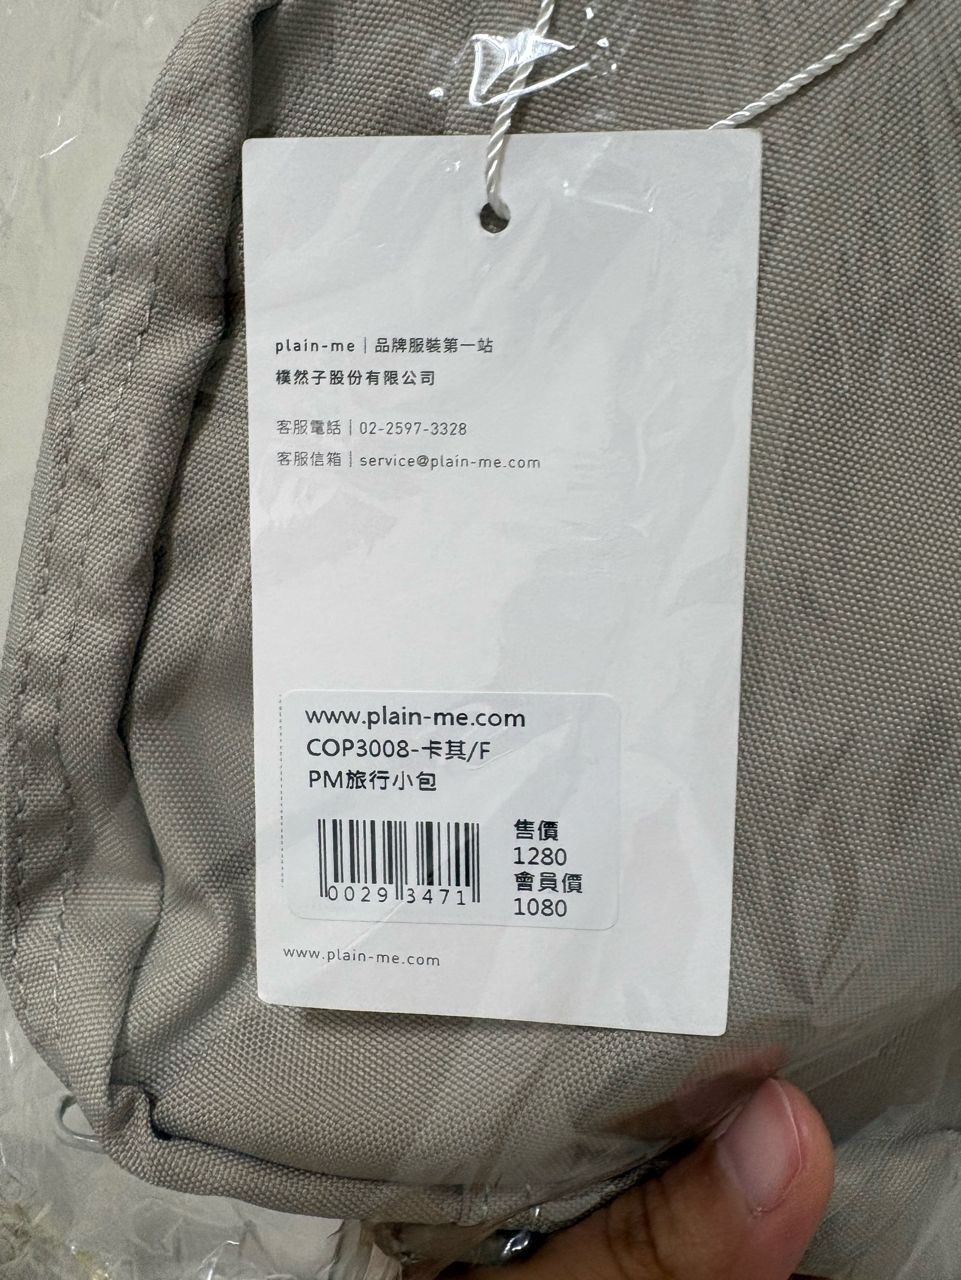 plain-me｜品牌服裝第一站
樸然子股份有限公司
客服電話｜02-2597-3328
客服信箱｜service@plain-me.com
www.plain-me.com
COP3008-卡其/F
PM旅行小包
售價
1280
會員價
1080
00293471
www.plain-me.com